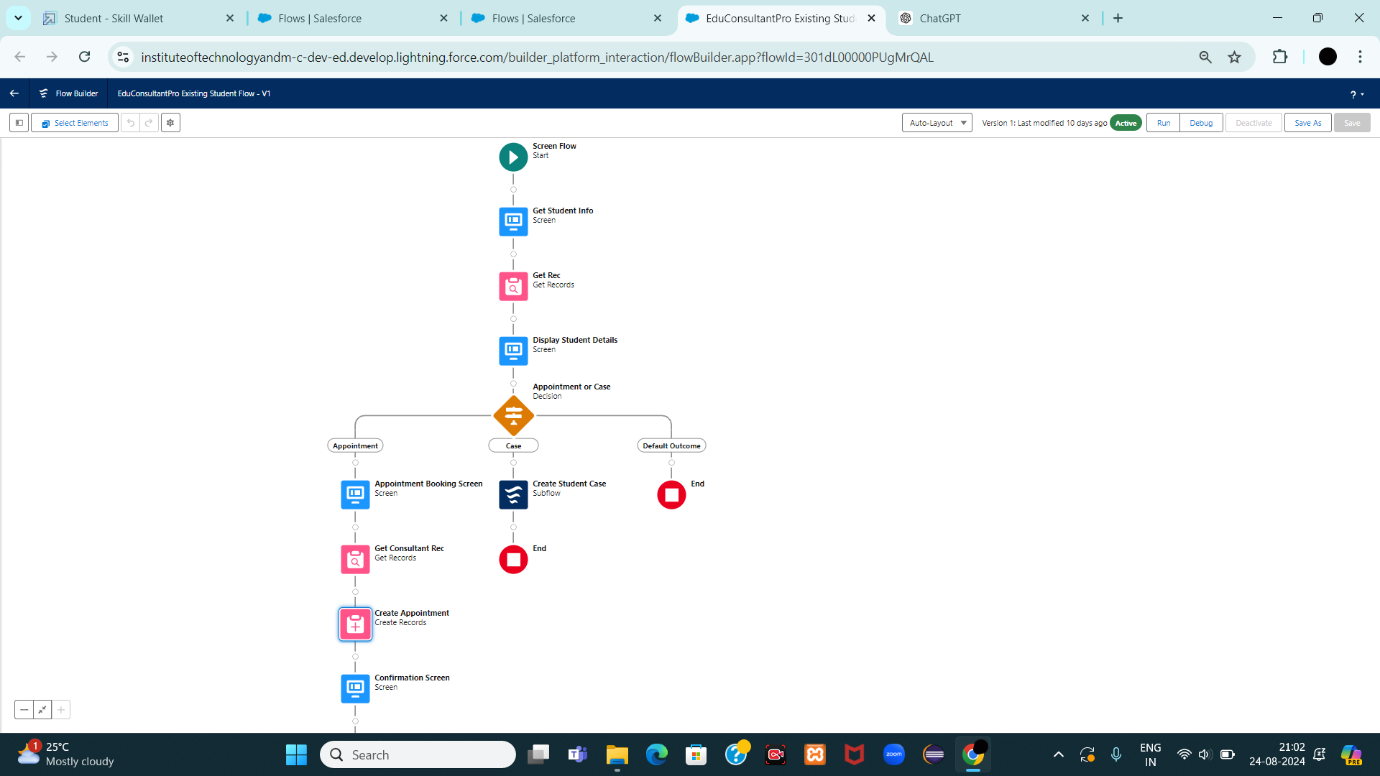 Student - Skill Wallet
Flows | Salesforce
Flows | Salesforce
EduConsultantPro Existing Stud
ChatGPT
instituteoftechnologyandm-c-dev-ed.develop.lightning.force.com/builder_platform_interaction/flowBuilder.app?flowId=301dL00000PUgMrQAL
Flow Builder
EduConsultantPro Existing Student Flow - V1
?
Select Elements
Auto-Layout
Version 1: Last modified 10 days ago
Active
Run
Debug
Deactivate
Save As
Save
Screen Flow
Start
Get Student Info
Screen
Get Rec
Get Records
Display Student Details
Screen
Appointment or Case
Decision
Appointment
Case
Default Outcome
Appointment Booking Screen
Screen
Create Student Case
Subflow
End
Get Consultant Rec
Get Records
End
Create Appointment
Create Records
Confirmation Screen
Screen
1
25°C
Mostly cloudy
Search
zoom
ENG
IN
21:02
24-08-2024
PRE